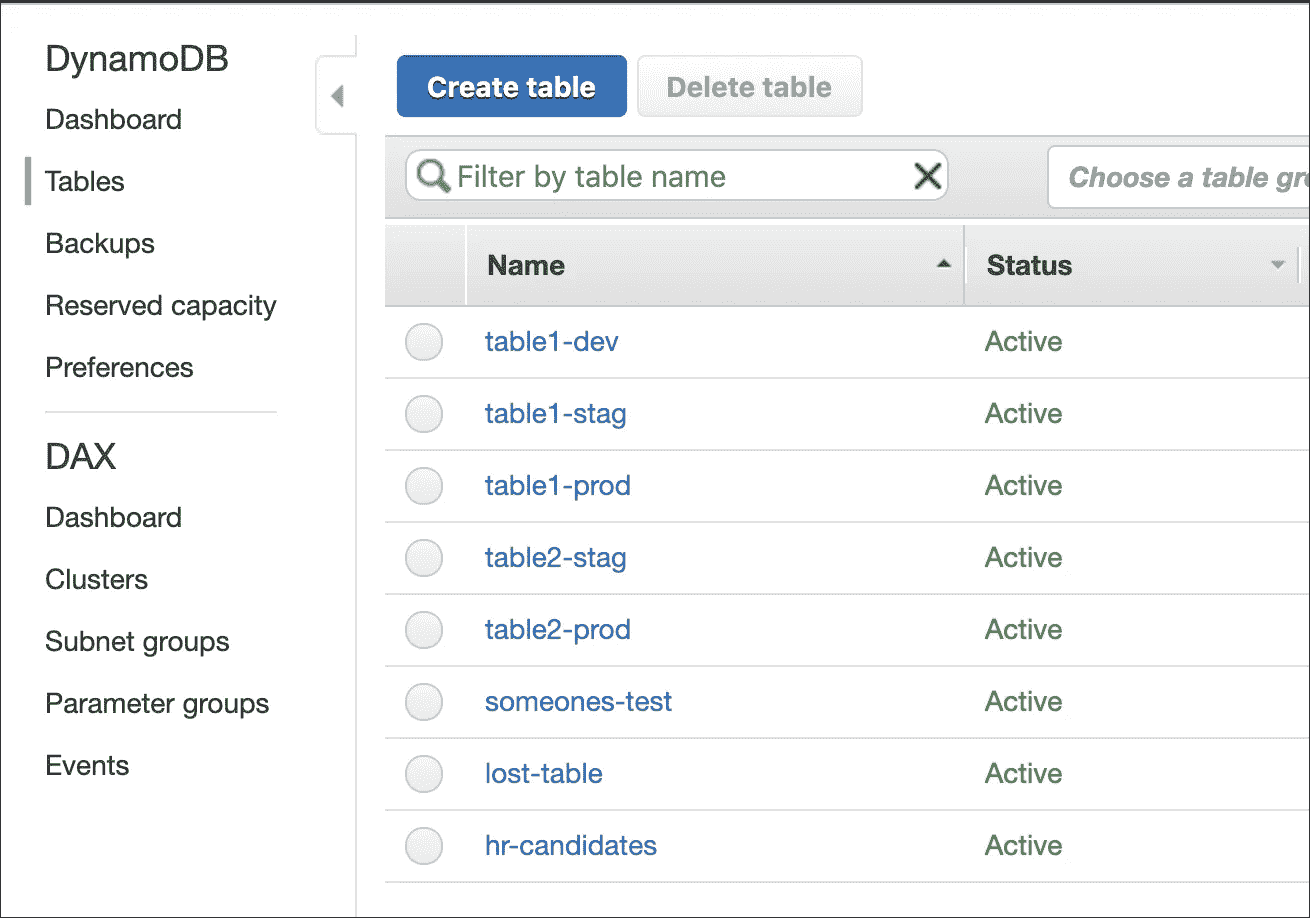 DynamoDB
Dashboard
Tables
Backups
Reserved capacity
Preferences
DAX
Dashboard
Clusters
Subnet groups
Parameter groups
Events
Create table
Delete table
Filter by table name
Choose a table gro
Name
Status
table1-dev Active
table1-stag Active
table1-prod Active
table2-stag Active
table2-prod Active
someones-test Active
lost-table Active
hr-candidates Active